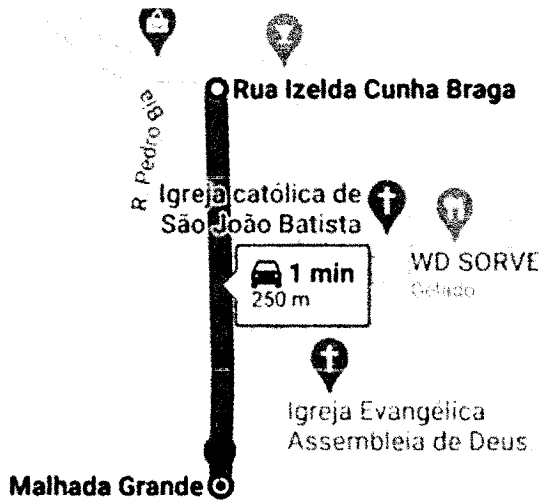 Rua Izelda Cunha Braga
R. Pedro Bia
Igreja católica de
São João Batista
1 min
250 m
WD SORVE
Gelado
Igreja Evangélica
Assembleia de Deus
Malhada Grande